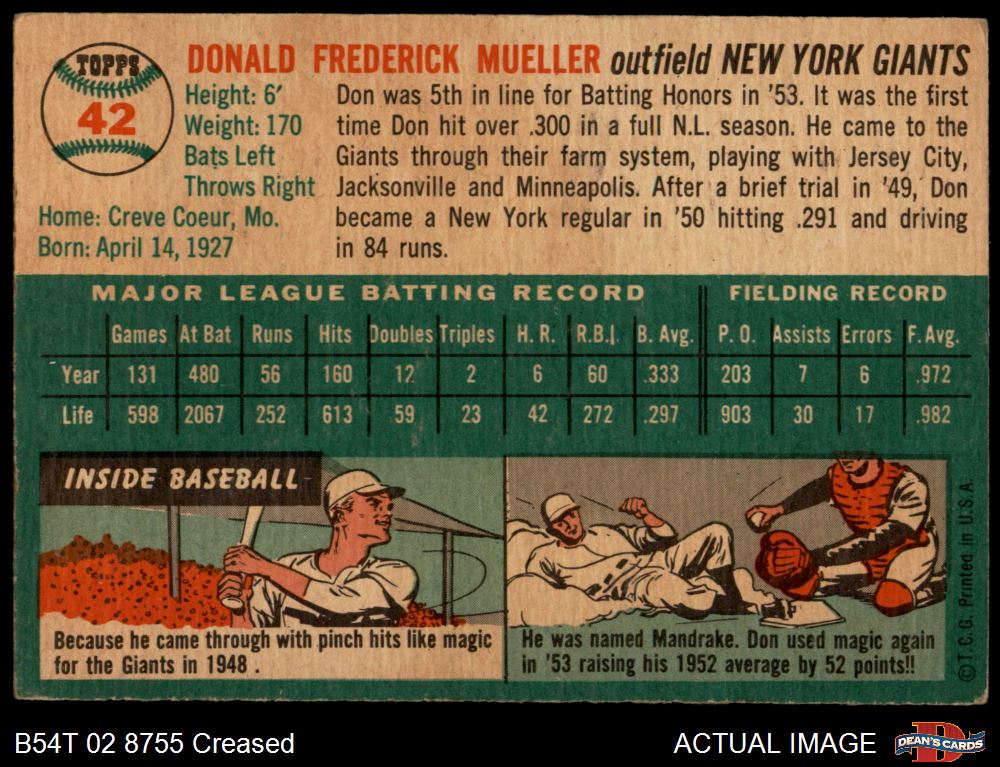 TOPPS
42
DONALD FREDERICK MUELLER outfield NEW YORK GIANTS
Height: 6'
Weight: 170
Bats Left
Throws Right
Home: Creve Coeur, Mo.
Born: April 14, 1927
Don was 5th in line for Batting Honors in '53. It was the first
time Don hit over .300 in a full N.L. season. He came to the
Giants through their farm system, playing with Jersey City,
Jacksonville and Minneapolis. After a brief trial in '49, Don
became a New York regular in '50 hitting .291 and driving
in 84 runs.
MAJOR LEAGUE BATTING RECORD FIELDING RECORD
Games At Bat Runs Hits Doubles Triples H. R. R.B.I. B. Avg. P. O. Assists Errors F. Avg.
Year 131 480 56 160 12 2 6 60 .333 203 7 6 .972
Life 598 2067 252 613 59 23 42 272 .297 903 30 17 .982
INSIDE BASEBALL
Because he came through with pinch hits like magic
for the Giants in 1948 .
He was named Mandrake. Don used magic again
in '53 raising his 1952 average by 52 points!!
© T.C.G. Printed in U.S.A.
B54T 02 8755 Creased
ACTUAL IMAGE
D
DEAN'S CARDS